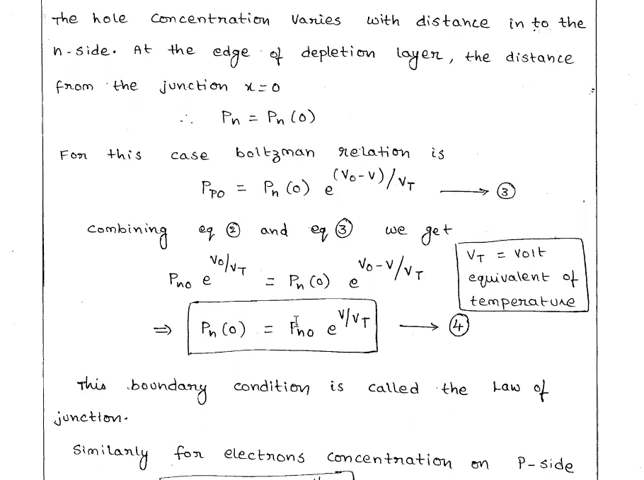 The hole concentration varies with distance in to the
n-side. At the edge of depletion layer, the distance
from the junction x=0
∴ Pn = Pn(0)
For this case boltzman relation is
Ppo = Pn(0) e^(Vo-V)/VT → ③
Combining eq ② and eq ③ we get
Pno e^Vo/VT = Pn(0) e^Vo-V/VT
VT = Volt
equivalent of
temperature
⇒ Pn(0) = Pno e^V/VT → ④
This boundary condition is called the Law of
junction.
Similarly for electrons concentration on P-side